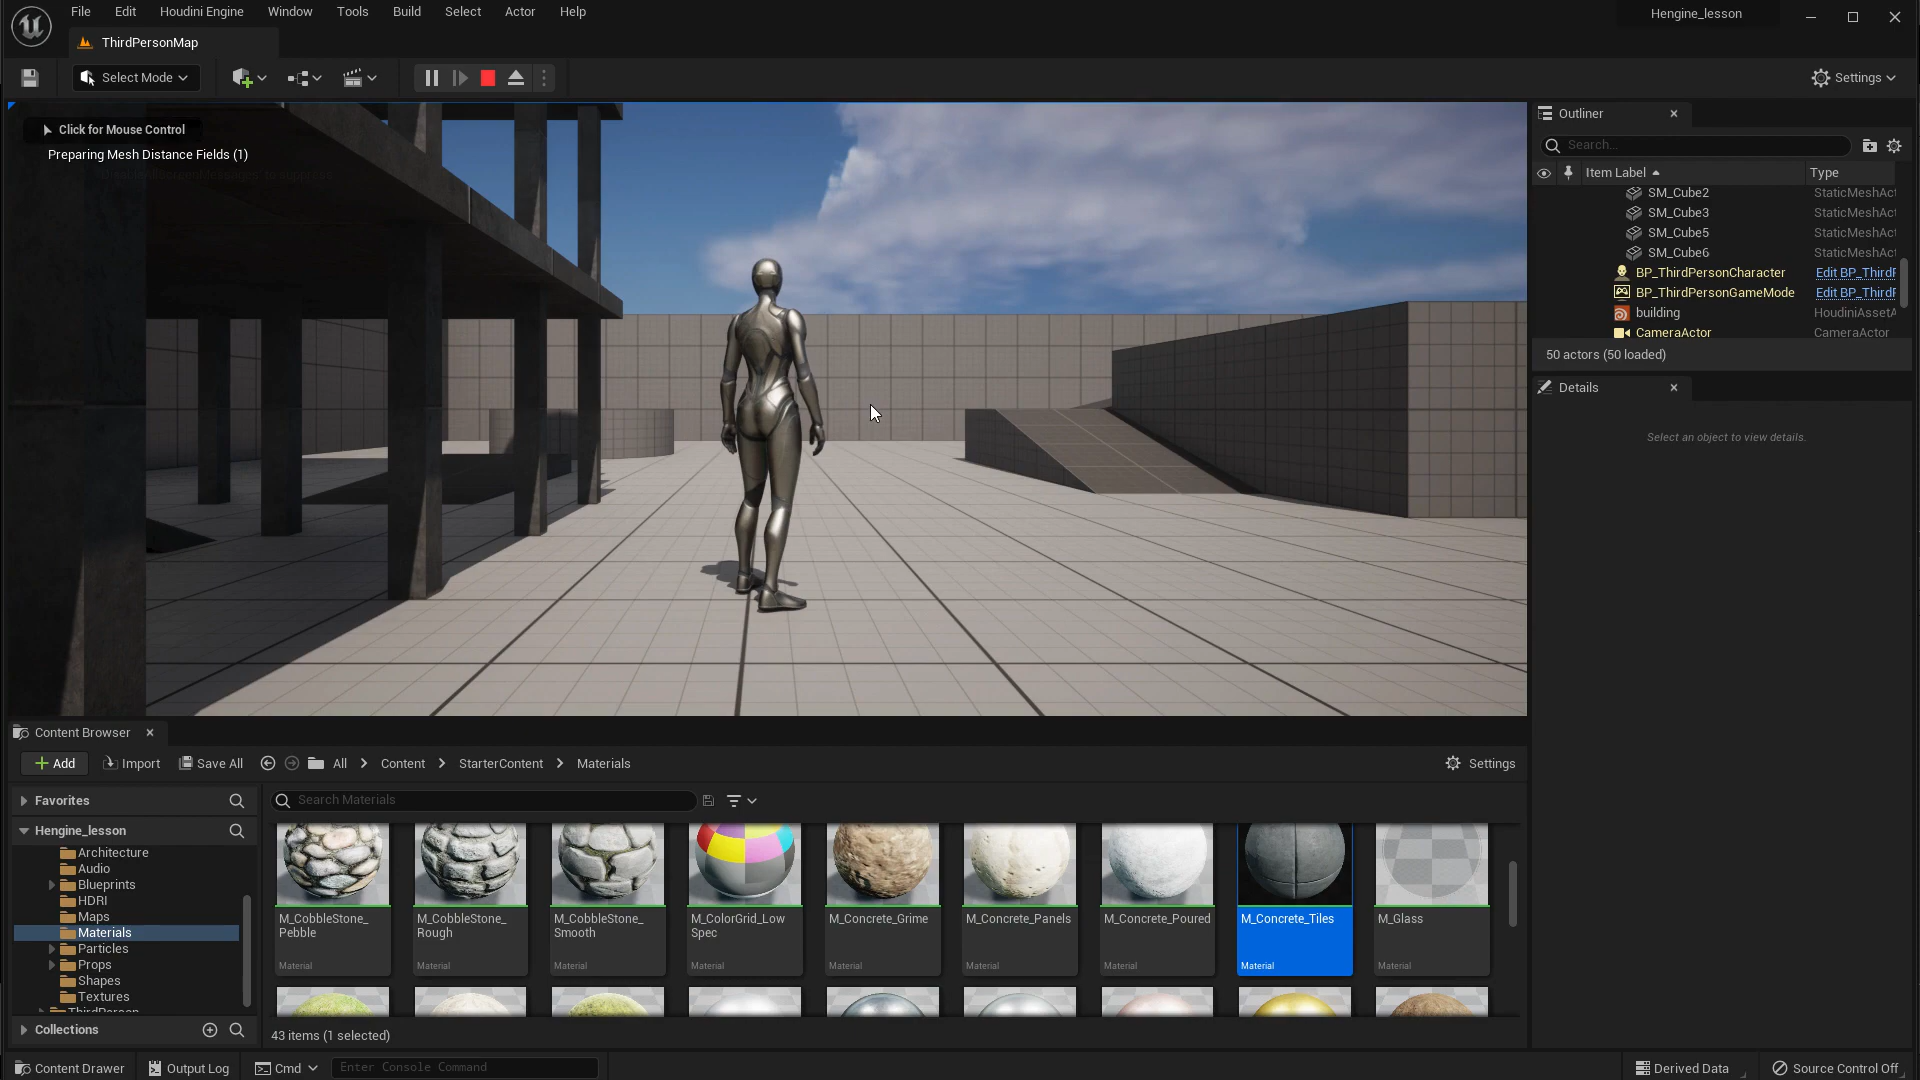 File Edit Houdini Engine Window Tools Build Select Actor Help
Hengine_lesson
ThirdPersonMap
Select Mode
Settings
Click for Mouse Control
Preparing Mesh Distance Fields (1)
Outliner
Search...
Item Label Type
SM_Cube2 StaticMeshAct
SM_Cube3 StaticMeshAct
SM_Cube5 StaticMeshAct
SM_Cube6 StaticMeshAct
BP_ThirdPersonCharacter Edit BP_ThirdF
BP_ThirdPersonGameMode Edit BP_ThirdF
building HoudiniAssetA
CameraActor CameraActor
50 actors (50 loaded)
Details
Select an object to view details.
Content Browser
Add Import Save All All Content StarterContent Materials Settings
Favorites
Search Materials
Hengine_lesson
Architecture
Audio
Blueprints
HDRI
Maps
Materials
Particles
Props
Shapes
Textures
ThirdPerson
Collections
M_CobbleStone_
Pebble
Material
M_CobbleStone_
Rough
Material
M_CobbleStone_
Smooth
Material
M_ColorGrid_Low
Spec
Material
M_Concrete_Grime
Material
M_Concrete_Panels
Material
M_Concrete_Poured
Material
M_Concrete_Tiles
Material
M_Glass
Material
43 items (1 selected)
Content Drawer Output Log Cmd Enter Console Command Derived Data Source Control Off